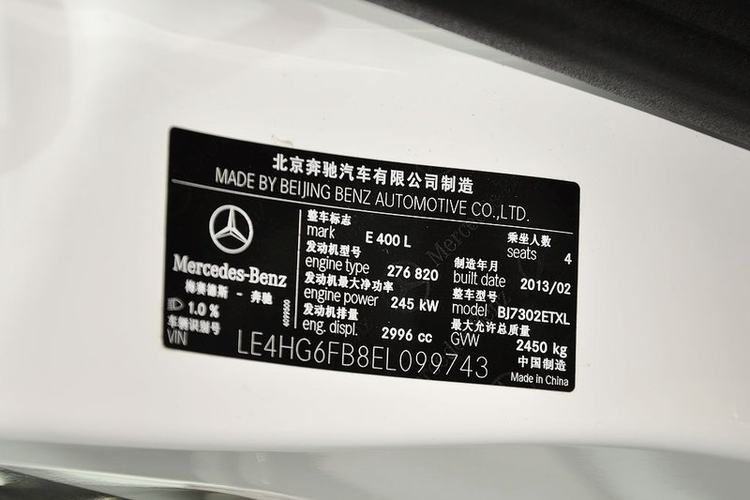 北京奔驰汽车有限公司制造
MADE BY BEIJING BENZ AUTOMOTIVE CO.,LTD.
Mercedes-Benz
梅赛德斯 - 奔驰
1.0 %
整车标志
mark E 400 L
乘坐人数
seats 4
发动机型号
engine type 276 820
制造年月
built date 2013/02
发动机最大净功率
engine power 245 kW
整车型号
model BJ7302ETXL
发动机排量
eng. displ. 2996 cc
最大允许总质量
GVW 2450 kg
车辆识别号
VIN LE4HG6FB8EL099743
中国制造
Made in China